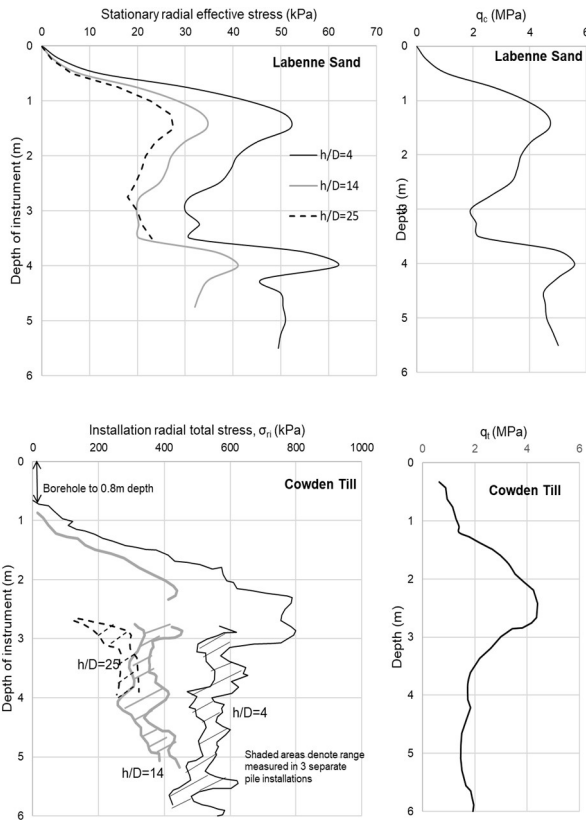 Stationary radial effective stress (kPa)
0 10 20 30 40 50 60 70
Labenne Sand
0
1
2
3
4
5
6
Depth of instrument (m)
h/D=4
h/D=14
h/D=25
q_c (MPa)
0 2 4 6
Labenne Sand
0
1
2
3
4
5
6
Depth (m)
Installation radial total stress, σ_ri (kPa)
0 200 400 600 800 1000
Cowden Till
0
1
2
3
4
5
6
Depth of instrument (m)
Borehole to 0.8m depth
h/D=25
h/D=4
h/D=14
Shaded areas denote range
measured in 3 separate
pile installations
q_t (MPa)
0 2 4 6
Cowden Till
0
1
2
3
4
5
6
Depth (m)